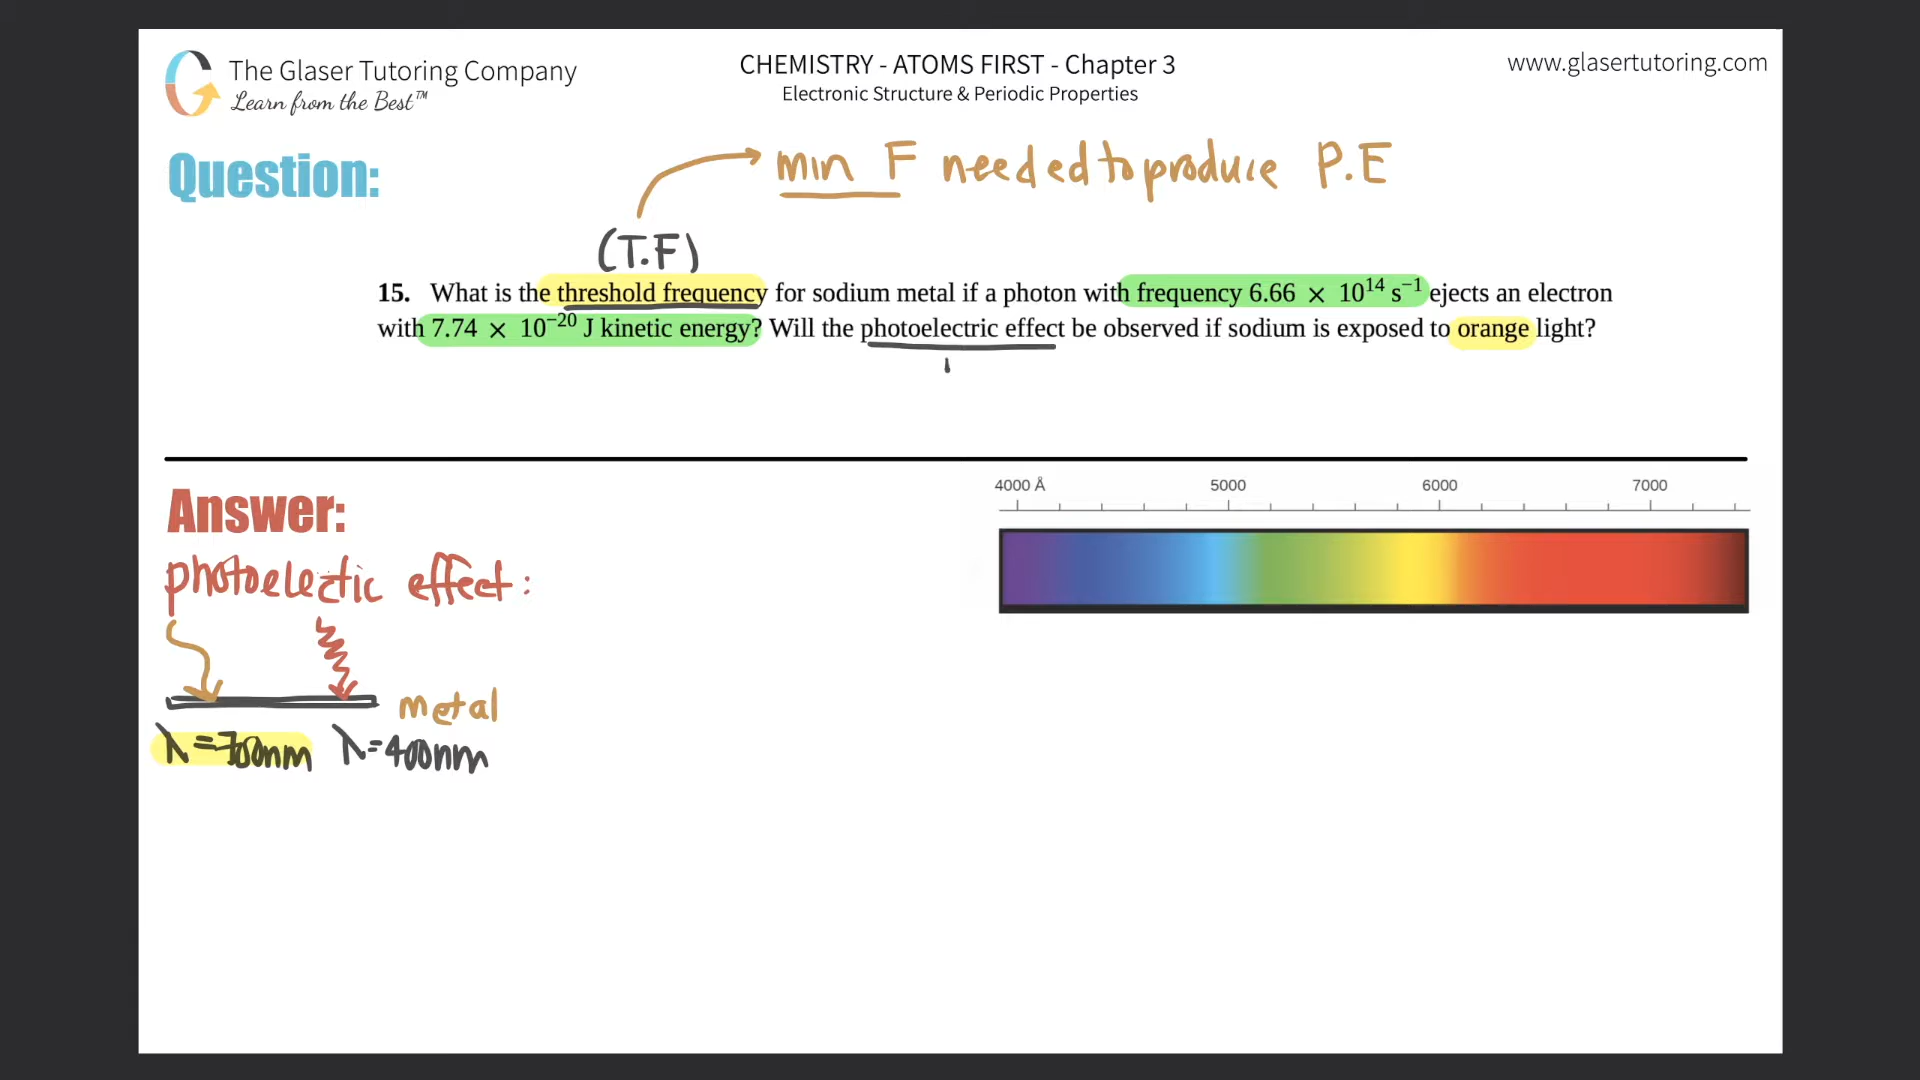 The Glaser Tutoring Company
Learn from the Best™
CHEMISTRY - ATOMS FIRST - Chapter 3
Electronic Structure & Periodic Properties
www.glasertutoring.com
Question:
min F needed to produce P.E
(T.F)
15. What is the threshold frequency for sodium metal if a photon with frequency 6.66 × 10¹⁴ s⁻¹ ejects an electron
with 7.74 × 10⁻²⁰ J kinetic energy? Will the photoelectric effect be observed if sodium is exposed to orange light?
4000 Å 5000 6000 7000
Answer:
photoelectic effect:
metal
λ=700nm λ=400nm